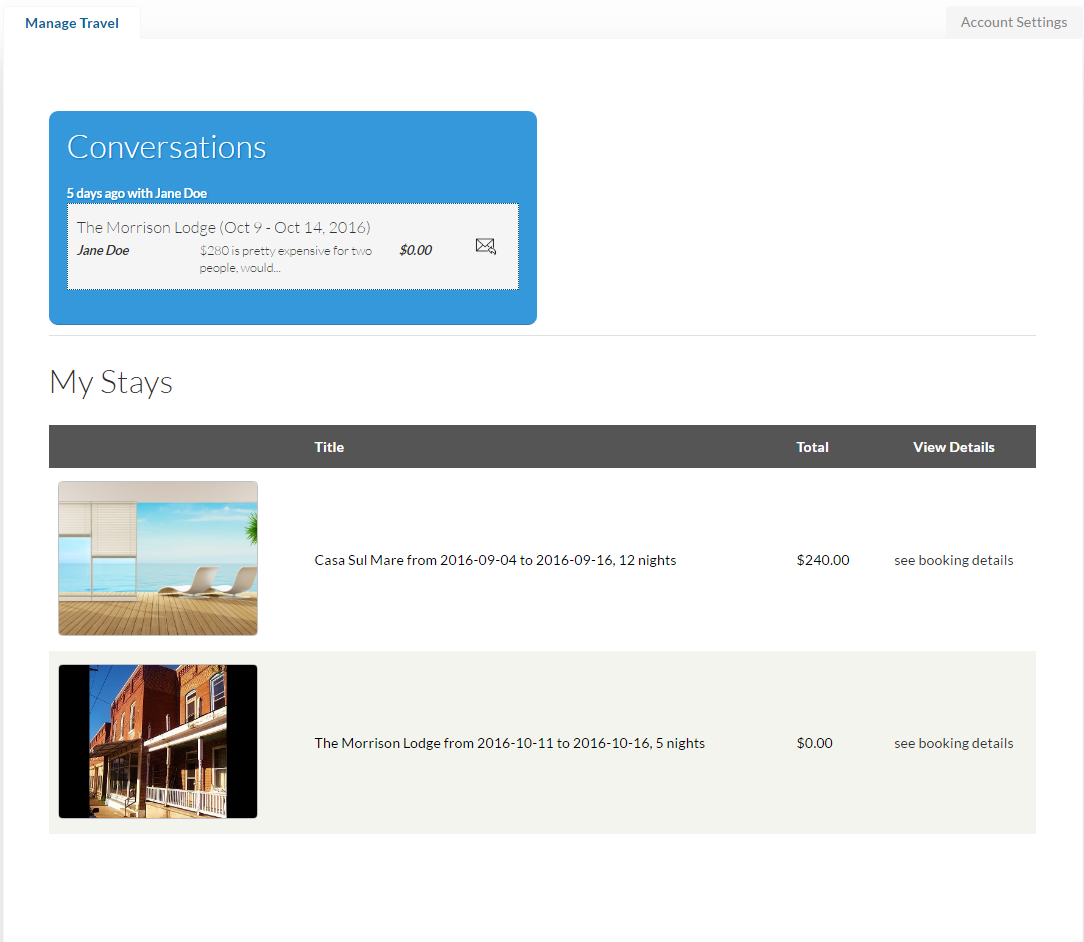 Manage Travel
Account Settings
Conversations
5 days ago with Jane Doe
The Morrison Lodge (Oct 9 - Oct 14, 2016)
Jane Doe
$280 is pretty expensive for two
people, would...
$0.00
My Stays
Title Total View Details
Casa Sul Mare from 2016-09-04 to 2016-09-16, 12 nights $240.00 see booking details
The Morrison Lodge from 2016-10-11 to 2016-10-16, 5 nights $0.00 see booking details